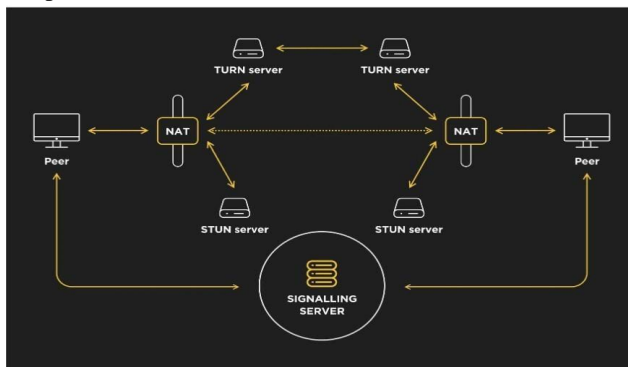 TURN server
TURN server
NAT
NAT
Peer
Peer
STUN server
STUN server
SIGNALLING
SERVER